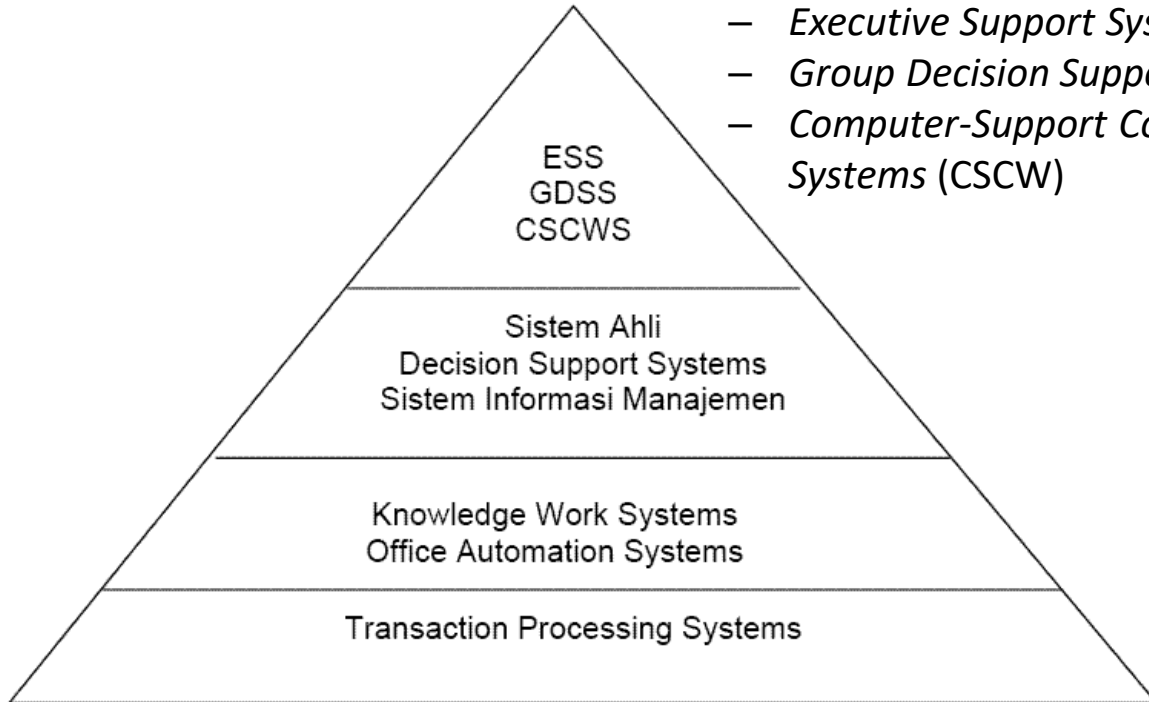 – Executive Support Sys
– Group Decision Suppo
– Computer-Support Co
Systems (CSCW)
ESS
GDSS
CSCWS
Sistem Ahli
Decision Support Systems
Sistem Informasi Manajemen
Knowledge Work Systems
Office Automation Systems
Transaction Processing Systems